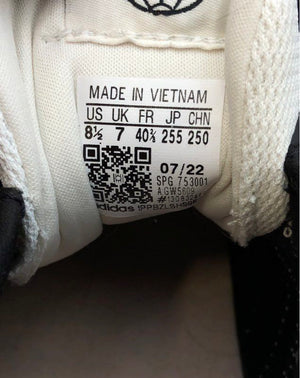 MADE IN VIETNAM
US UK FR JP CHN
8½ 7 40⅔ 255 250
07/22
SPG 753001
adidas